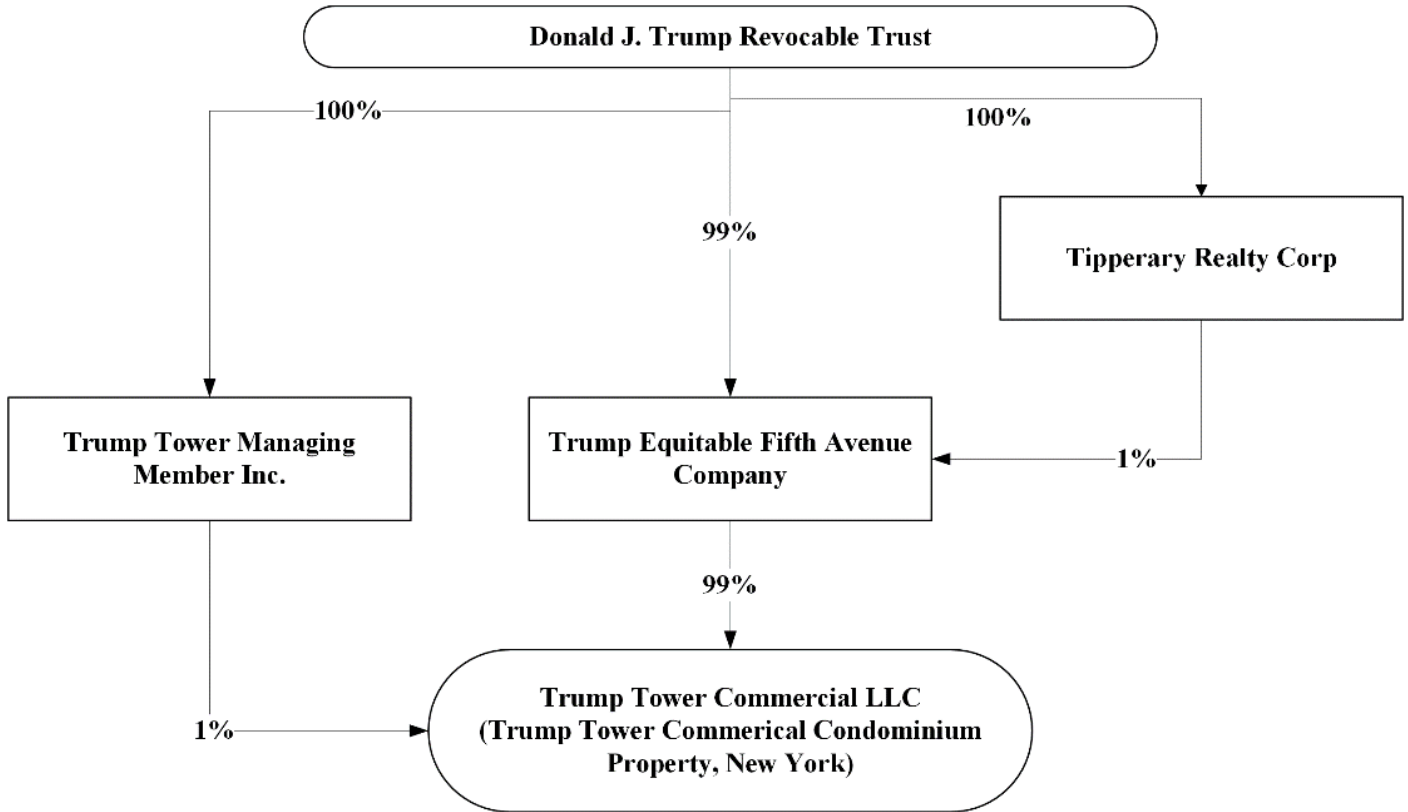 Donald J. Trump Revocable Trust
100%
100%
99%
Tipperary Realty Corp
Trump Tower Managing
Member Inc.
Trump Equitable Fifth Avenue
Company
1%
99%
Trump Tower Commercial LLC
(Trump Tower Commerical Condominium
Property, New York)
1%